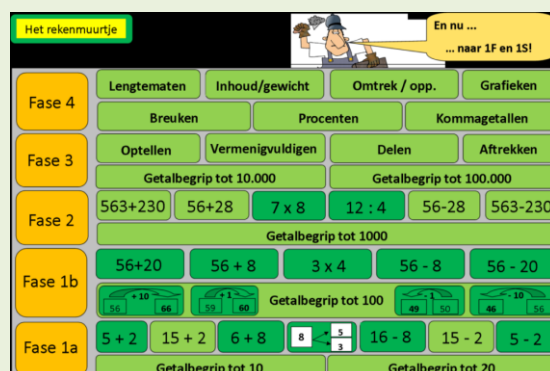 Het rekenmuurtje
En nu ...
... naar 1F en 1S!
Fase 4
Lengtematen Inhoud/gewicht Omtrek / opp. Grafieken
Breuken Procenten Kommagetallen
Fase 3
Optellen Vermenigvuldigen Delen Aftrekken
Getalbegrip tot 10.000 Getalbegrip tot 100.000
Fase 2
563+230 56+28 7 x 8 12 : 4 56-28 563-230
Getalbegrip tot 1000
Fase 1b
56+20 56 + 8 3 x 4 56 - 8 56 - 20
+ 10 56 66 + 1 59 60 Getalbegrip tot 100 - 1 49 50 - 10 46 56
Fase 1a
5 + 2 15 + 2 6 + 8 8 5 3 16 - 8 15 - 2 5 - 2
Getalbegrip tot 10 Getalbegrip tot 20